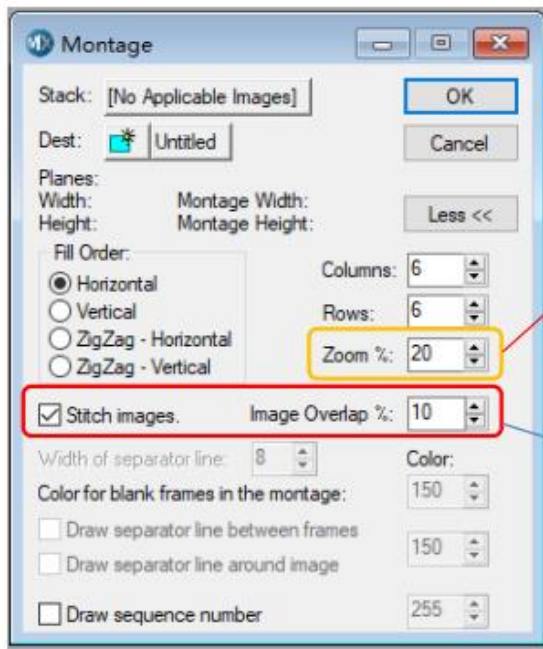 Montage
Stack: [No Applicable Images] OK
Dest: Untitled Cancel
Planes:
Width: Montage Width:
Height: Montage Height: Less <<
Fill Order:
Horizontal Columns: 6
Vertical Rows: 6
ZigZag - Horizontal Zoom %: 20
ZigZag - Vertical
Stitch images. Image Overlap %: 10
Width of separator line: 8 Color:
Color for blank frames in the montage: 150
Draw separator line between frames
150
Draw separator line around image
Draw sequence number 255